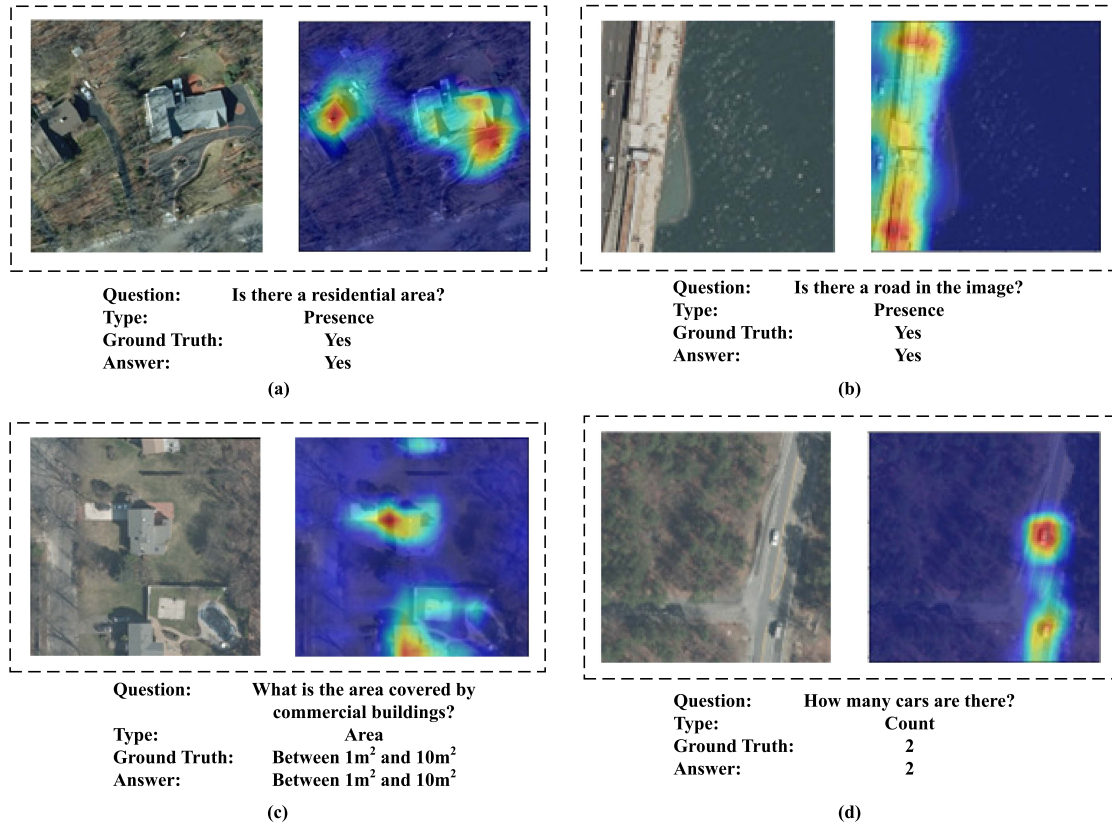 Question: Is there a residential area?
Type: Presence
Ground Truth: Yes
Answer: Yes
(a)
Question: Is there a road in the image?
Type: Presence
Ground Truth: Yes
Answer: Yes
(b)
Question: What is the area covered by
commercial buildings?
Type: Area
Ground Truth: Between 1m² and 10m²
Answer: Between 1m² and 10m²
(c)
Question: How many cars are there?
Type: Count
Ground Truth: 2
Answer: 2
(d)